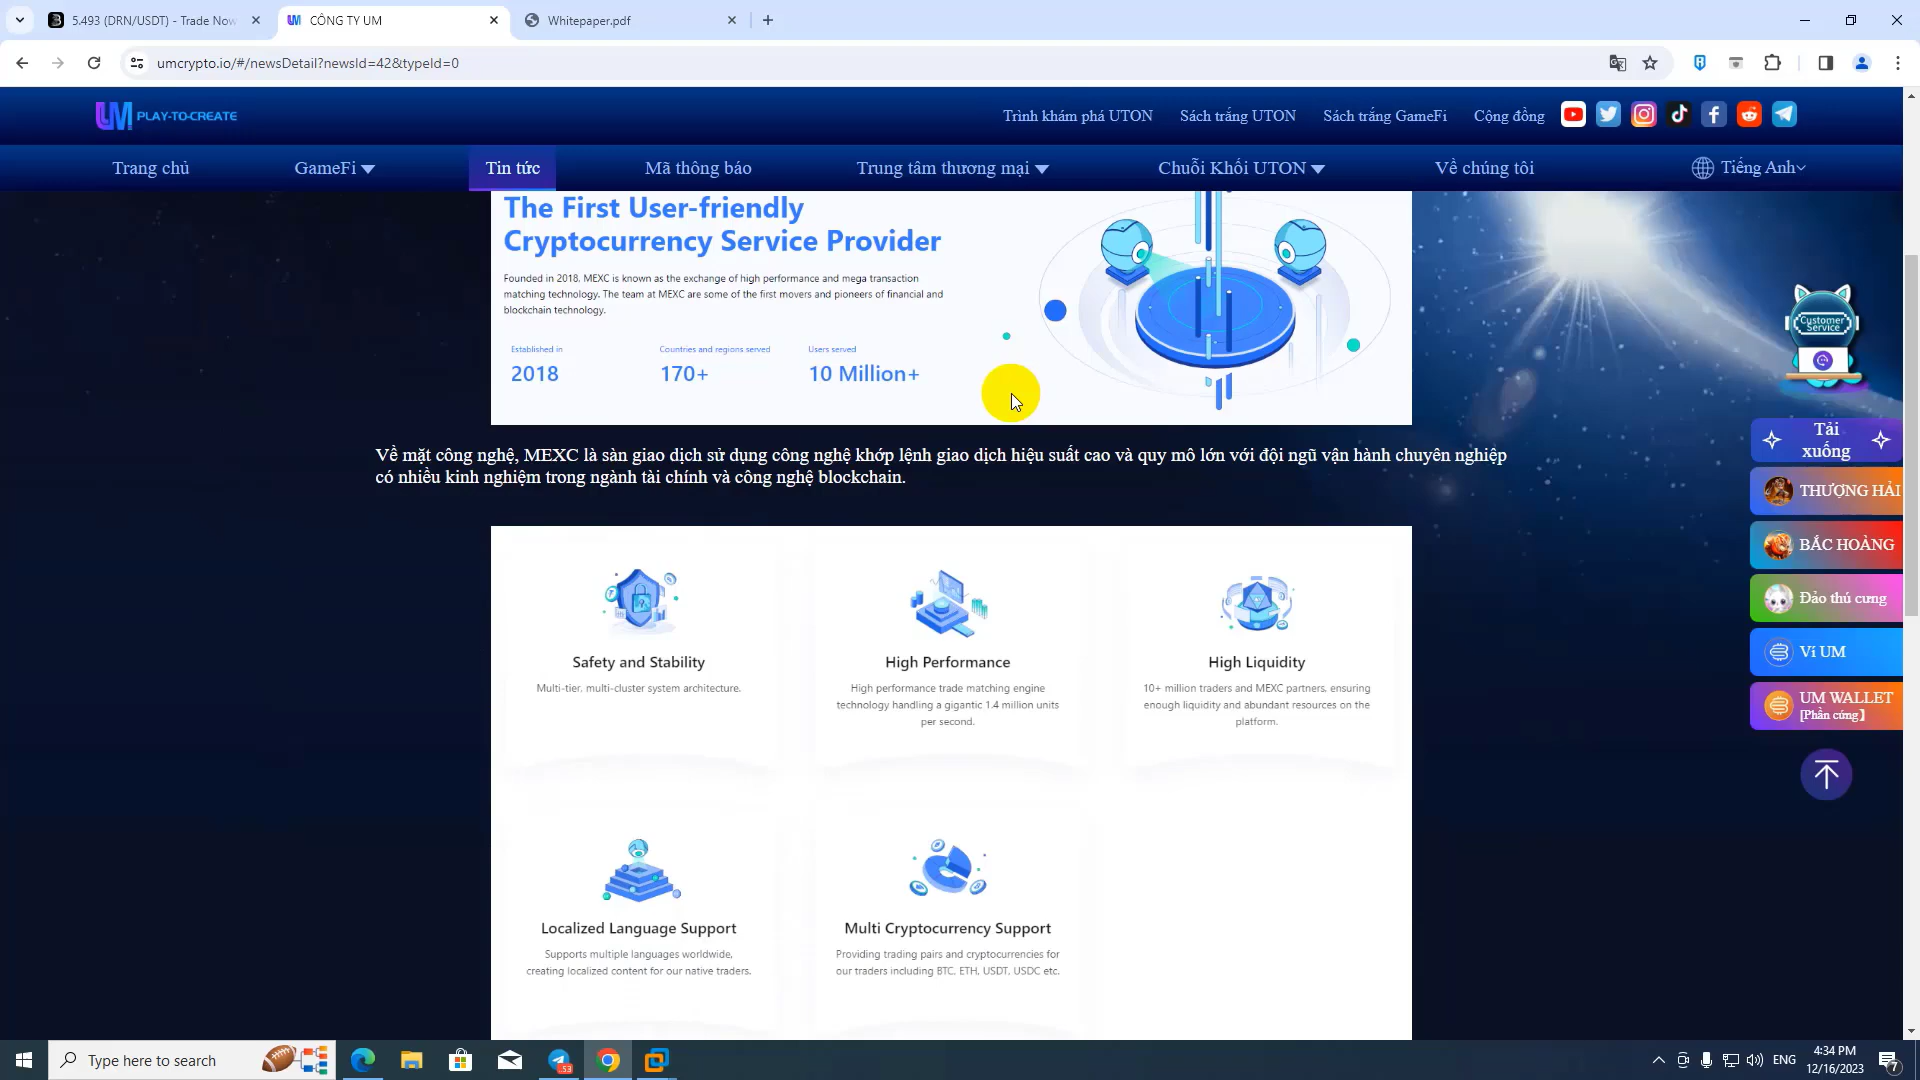 5.493 (DRN/USDT) - Trade Now
CÔNG TY UM
Whitepaper.pdf
umcrypto.io/#/newsDetail?newsId=42&typeId=0
UM PLAY-TO-CREATE
Trình khám phá UTON
Sách trắng UTON
Sách trắng GameFi
Cộng đồng
Trang chủ
GameFi
Tin tức
Mã thông báo
Trung tâm thương mại
Chuỗi Khối UTON
Về chúng tôi
Tiếng Anh
The First User-friendly
Cryptocurrency Service Provider
Founded in 2018, MEXC is known as the exchange of high performance and mega transaction
matching technology. The team at MEXC are some of the first movers and pioneers of financial and
blockchain technology.
Established in
Countries and regions served
Users served
2018
170+
10 Million+
Customer
Service
Về mặt công nghệ, MEXC là sàn giao dịch sử dụng công nghệ khớp lệnh giao dịch hiệu suất cao và quy mô lớn với đội ngũ vận hành chuyên nghiệp
có nhiều kinh nghiệm trong ngành tài chính và công nghệ blockchain.
Tải
xuống
THƯỢNG HẢI
BẮC HOÀNG
Đảo thú cưng
Ví UM
UM WALLET
[Phần cứng】
Safety and Stability
Multi-tier, multi-cluster system architecture.
High Performance
High performance trade matching engine
technology handling a gigantic 1.4 million units
per second.
High Liquidity
10+ million traders and MEXC partners, ensuring
enough liquidity and abundant resources on the
platform.
Localized Language Support
Supports multiple languages worldwide,
creating localized content for our native traders.
Multi Cryptocurrency Support
Providing trading pairs and cryptocurrencies for
our traders including BTC, ETH, USDT, USDC etc.
Type here to search
53
ENG
4:34 PM
12/16/2023
7